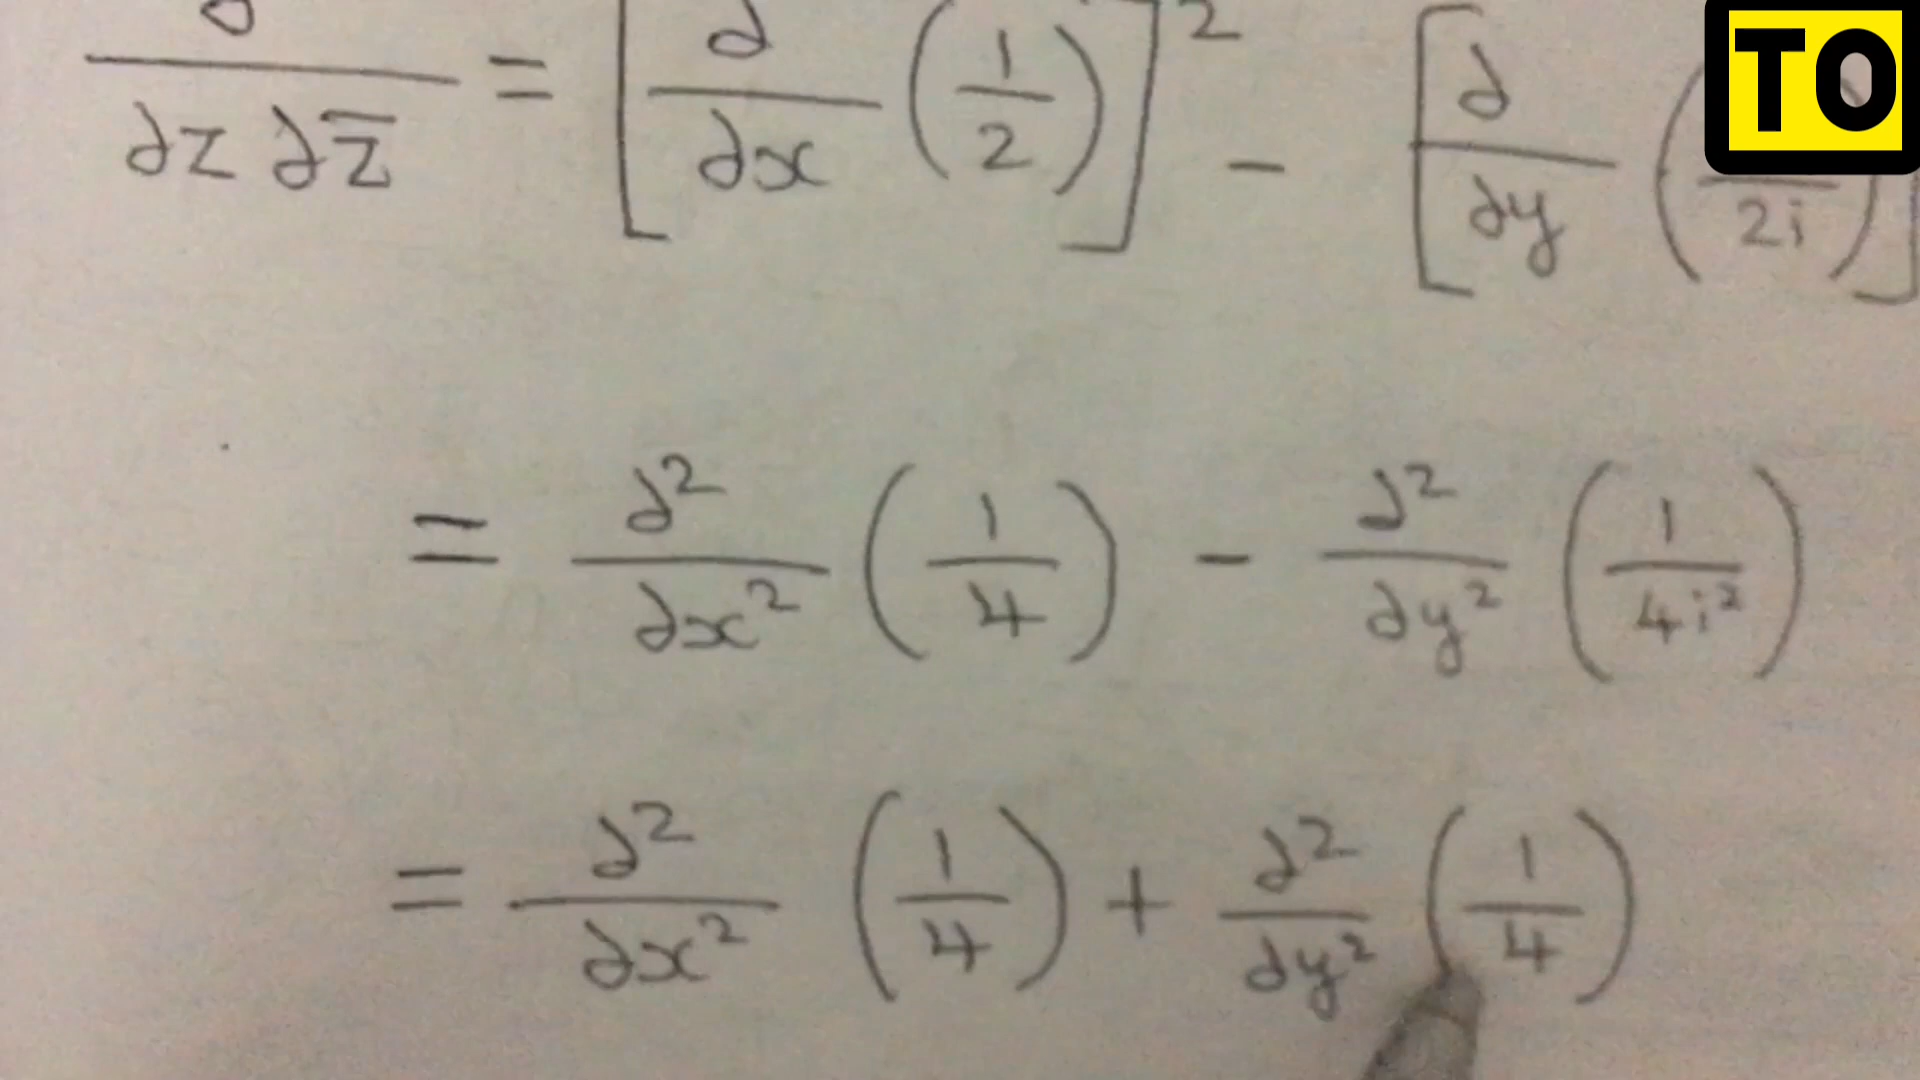 TO
∂z ∂z̄ = [∂/∂x (1/2)]² - [∂/∂y ( /2i)]
= ∂²/∂x² (1/4) - ∂²/∂y² (1/4i²)
= ∂²/∂x² (1/4) + ∂²/∂y² (1/4)